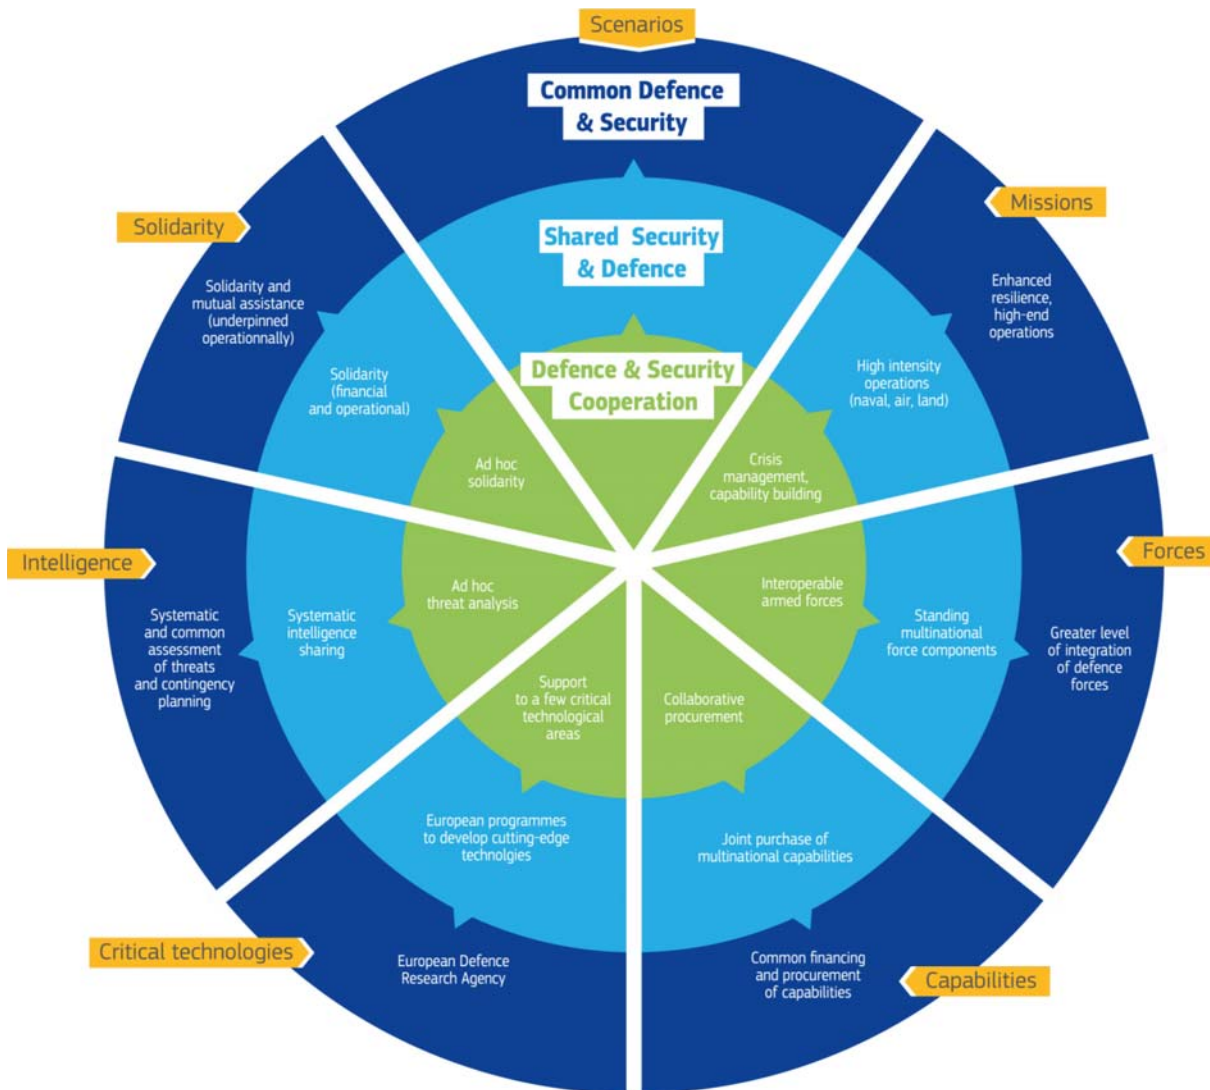 Scenarios
Common Defence
& Security
Shared Security
& Defence
Defence & Security
Cooperation
Missions
Enhanced
resilience,
high-end
operations
High intensity
operations
(naval, air, land)
Crisis
management,
capability building
Forces
Interoperable
armed forces
Standing
multinational
force components
Greater level
of integration
of defence
forces
Capabilities
Collaborative
procurement
Joint purchase of
multinational capabilities
Common financing
and procurement
of capabilities
Critical technologies
Support
to a few critical
technological
areas
European programmes
to develop cutting-edge
technolgies
European Defence
Research Agency
Intelligence
Ad hoc
threat analysis
Systematic
intelligence
sharing
Systematic
and common
assessment
of threats
and contingency
planning
Solidarity
Ad hoc
solidarity
Solidarity
(financial
and operational)
Solidarity and
mutual assistance
(underpinned
operationnally)